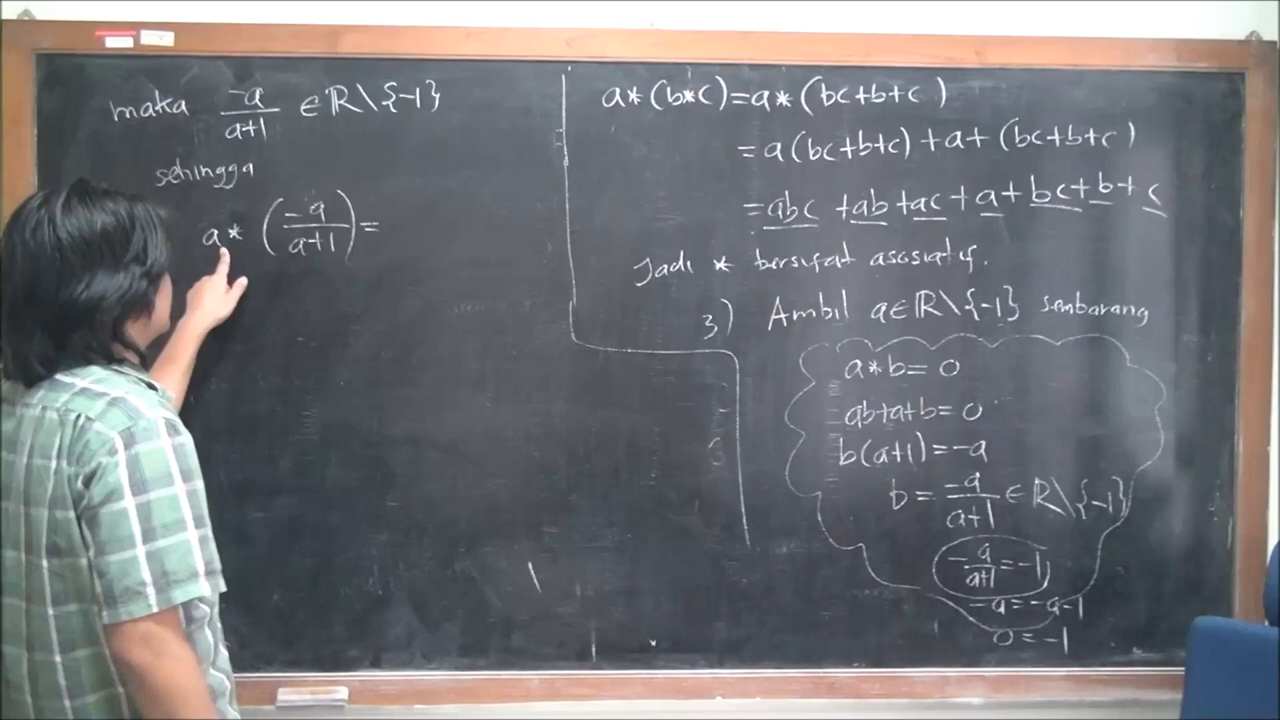 maka -a/a+1 ∈ ℝ\{-1}
sehingga
a * (-a/a+1) =
a*(b*c)=a*(bc+b+c)
=a(bc+b+c)+a+(bc+b+c)
=abc+ab+ac+a+bc+b+c
Jadi * bersifat asosiatif.
3) Ambil a∈ℝ\{-1} sembarang
a*b=0
ab+a+b=0
b(a+1)=-a
b=-a/a+1 ∈ ℝ\{-1}
-a/a+1=-1
-a=-a-1
0=-1